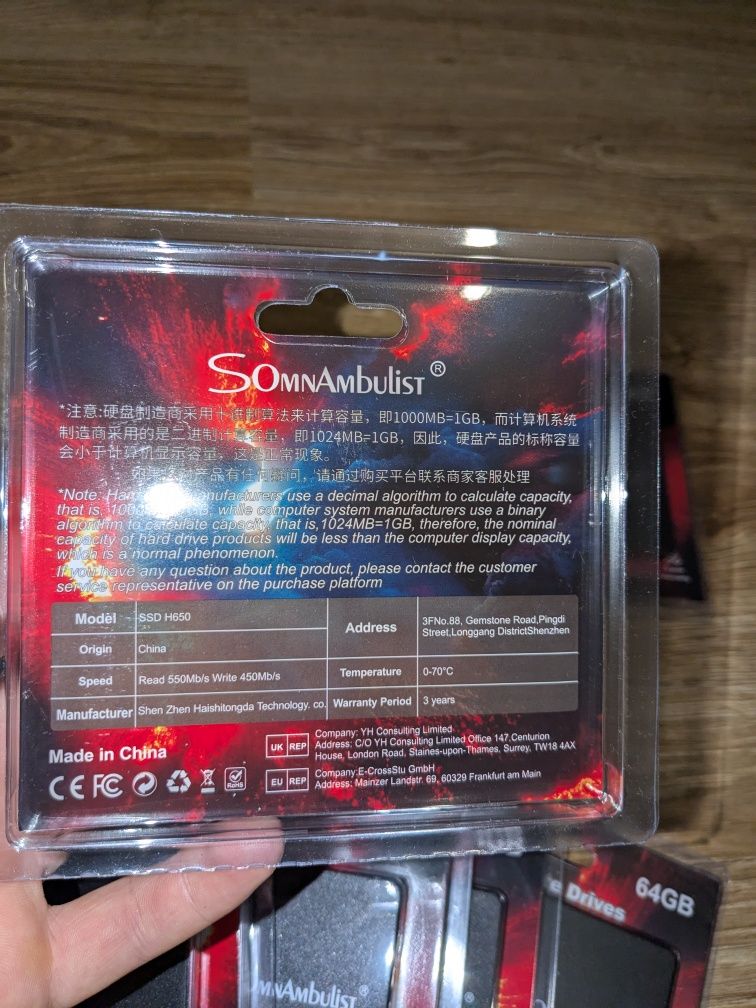 SOMNAMBULIST®
*注意:硬盘制造商采用十进制算法来计算容量，即1000MB=1GB，而计算机系统
制造商采用的是二进制计算容量，即1024MB=1GB，因此，硬盘产品的标称容量
会小于计算机显示容量，这是正常现象。
产品有任何疑问，请通过购买平台联系商家客服处理
*Note: manufacturers use a decimal algorithm to calculate capacity,
that is, while computer system manufacturers use a binary
algorithm to calculate capacity, that is,1024MB=1GB, therefore, the nominal
capacity of hard drive products will be less than the computer display capacity,
which is a normal phenomenon.
If you have any question about the product, please contact the customer
service representative on the purchase platform
Model SSD H650
Origin China
Speed Read 550Mb/s Write 450Mb/s
Manufacturer Shen Zhen Haishitongda Technology. co.
Address 3FNo.88, Gemstone Road,Pingdi
Street,Longgang DistrictShenzhen
Temperature 0-70°C
Warranty Period 3 years
Made in China
CE FC RoHS
UK REP Company: YH Consulting Limited
Address: C/O YH Consulting Limited Office 147,Centurion
House, London Road, Staines-upon-Thames, Surrey, TW18 4AX
EU REP Company:E-CrossStu GmbH
Address: Mainzer Landstr. 69, 60329 Frankfurt am Main
e Drives 64GB
MNAMBULIST
®